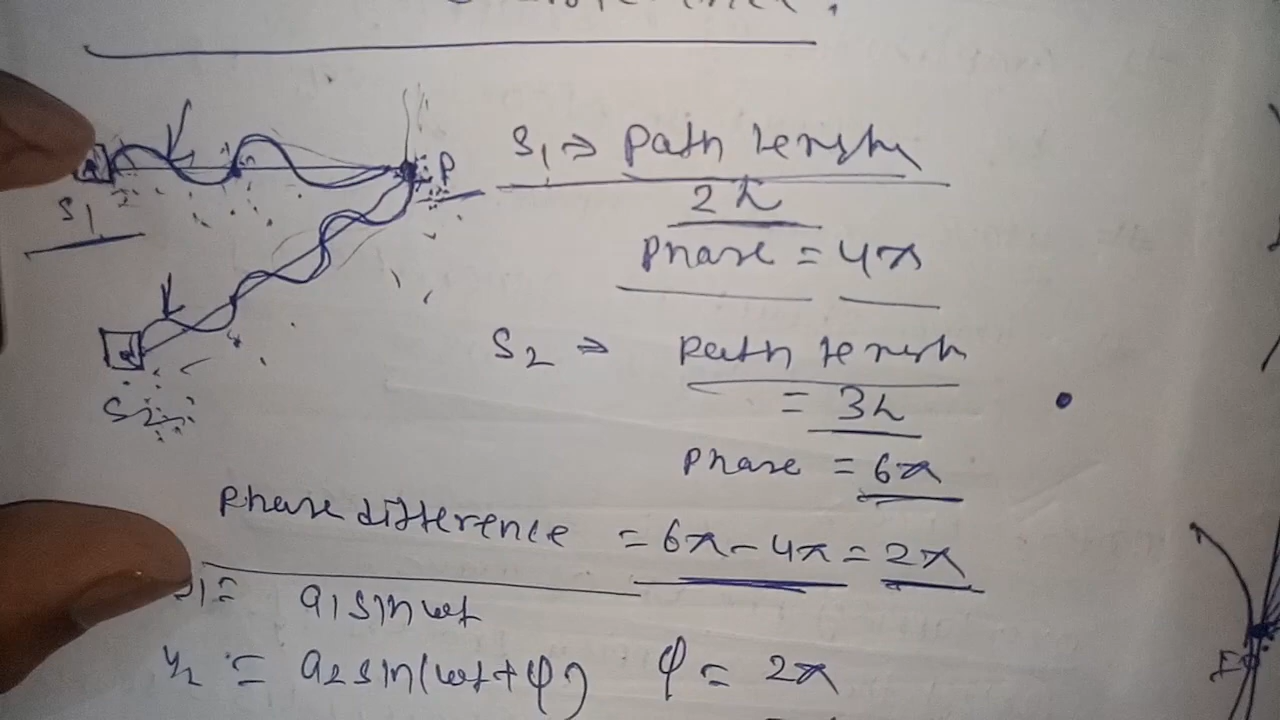 P
S1
S1 ⇒ Path length
2λ
Phase = 4π
S2 ⇒ Path length
= 3λ
Phase = 6π
S2
Phase difference = 6π - 4π = 2π
= a1 sin ωt
y2 = a2 sin(ωt+φ) φ = 2π